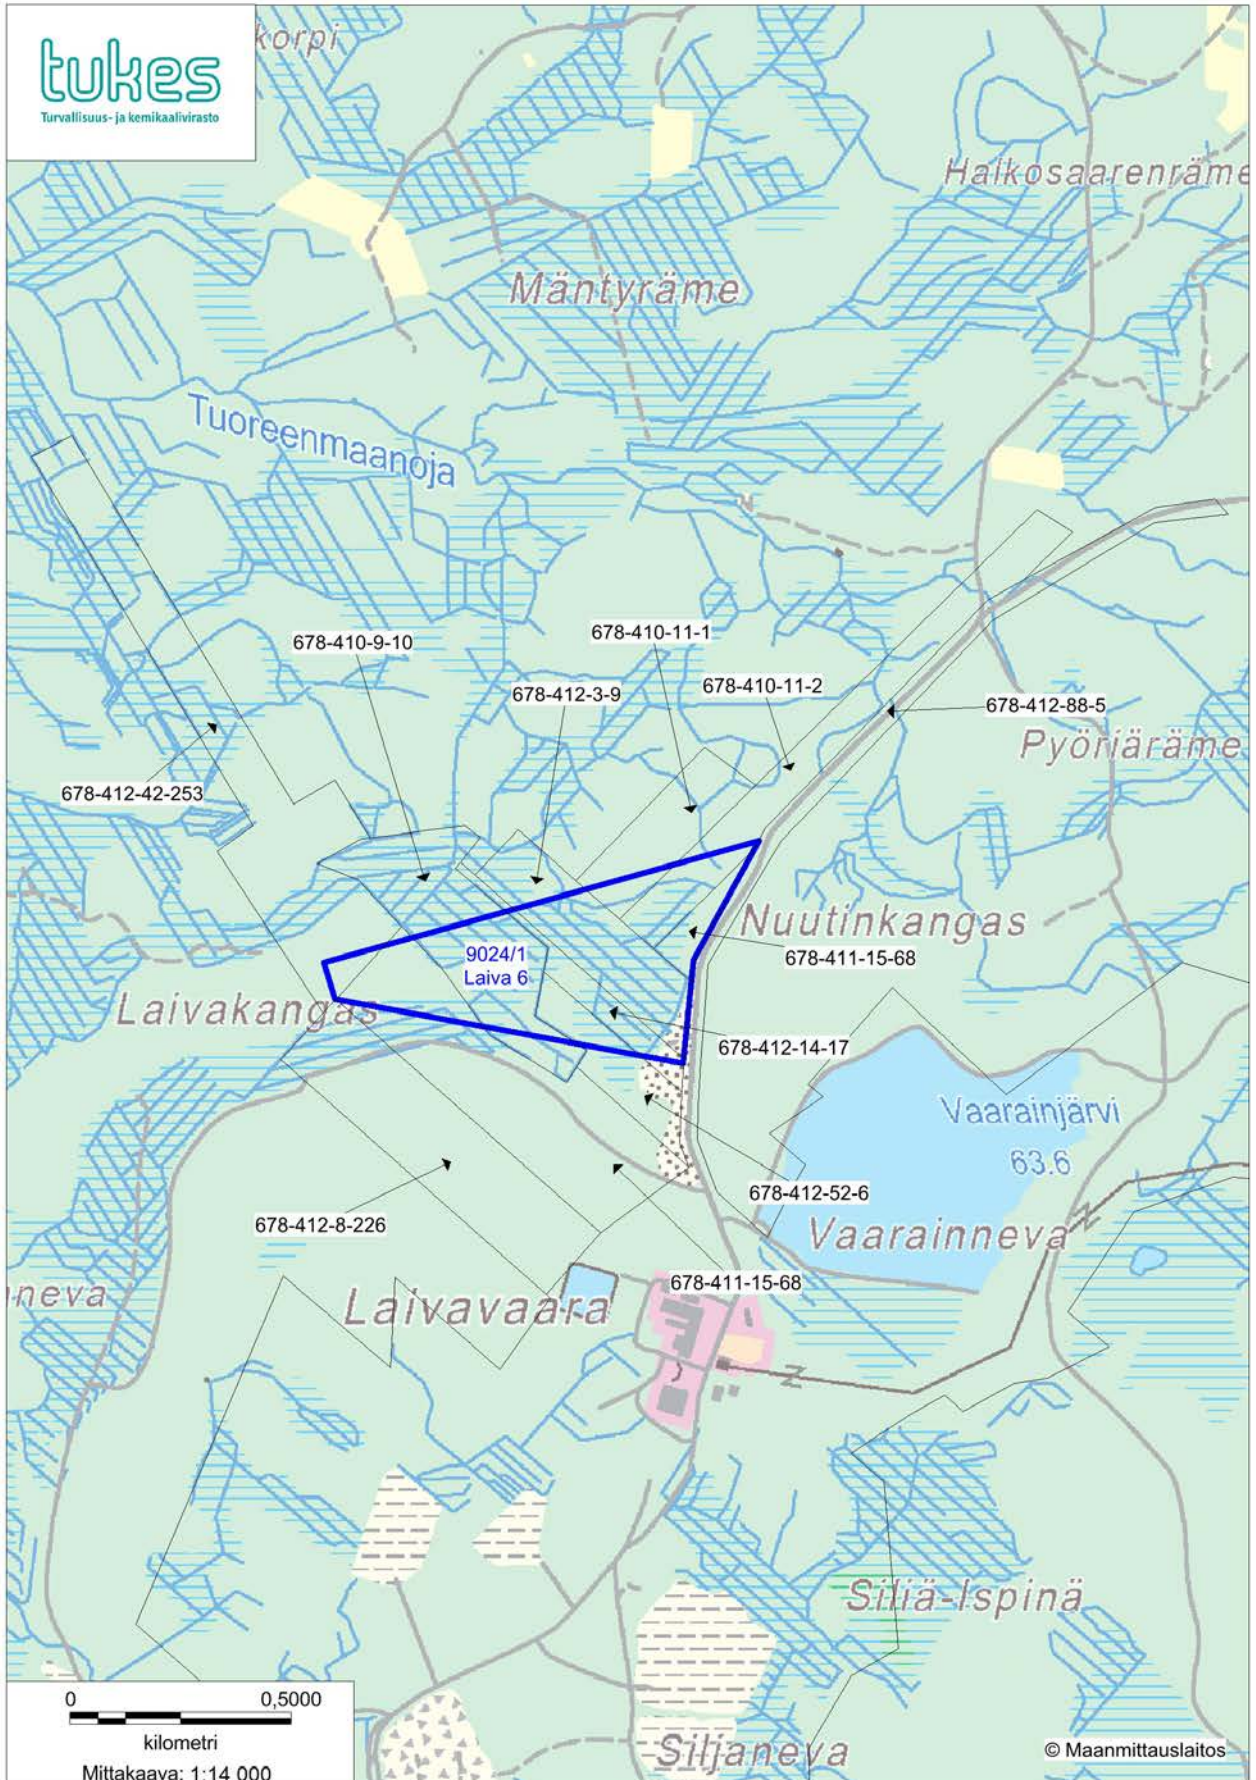 tukes
Turvallisuus- ja kemikaalivirasto
korpi
Halkosaarenräme
Mäntyräme
Tuoreenmaanoja
678-410-11-1
678-410-9-10
678-410-11-2
678-412-3-9
678-412-88-5
Pyöriäräme
678-412-42-253
Nuutinkangas
9024/1
Laiva 6
678-411-15-68
Laivakangas
678-412-14-17
Vaarainjärvi
63.6
678-412-52-6
678-412-8-226
Vaarainneva
678-411-15-68
nneva
Laivavaara
Siliä-Ispinä
0 0,5000
kilometri
Mittakaava: 1:14 000
Siljaneva
© Maanmittauslaitos